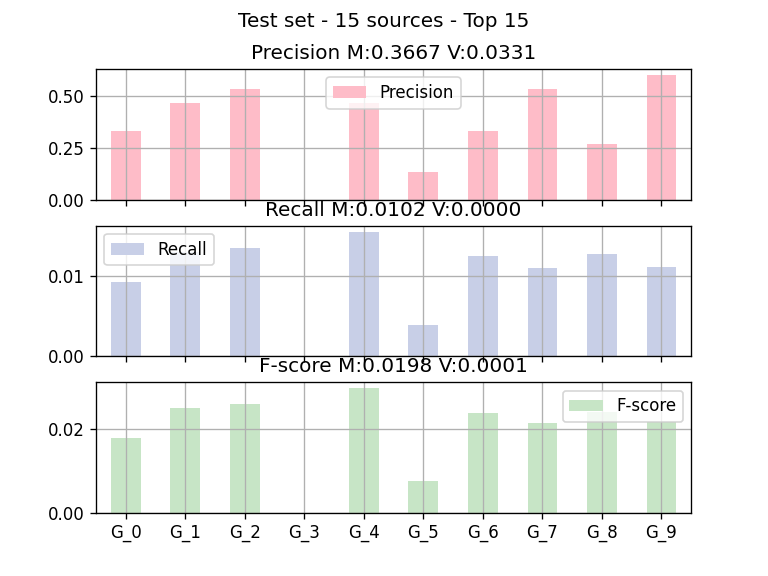 Test set - 15 sources - Top 15
Precision M:0.3667 V:0.0331
Precision
0.50
0.25
0.00
Recall M:0.0102 V:0.0000
Recall
0.01
0.00
F-score M:0.0198 V:0.0001
F-score
0.02
0.00
G_0 G_1 G_2 G_3 G_4 G_5 G_6 G_7 G_8 G_9